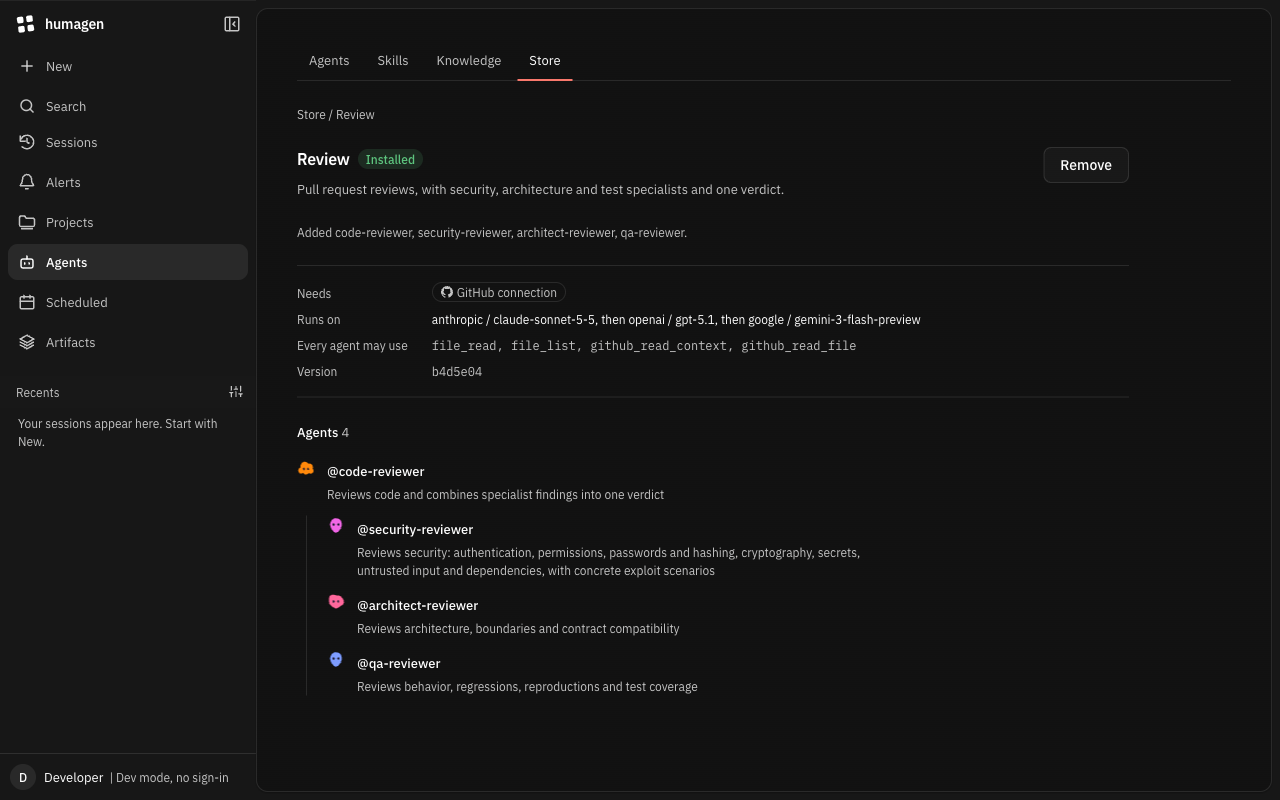 humagen
New
Search
Sessions
Alerts
Projects
Agents
Scheduled
Artifacts
Recents
Your sessions appear here. Start with
New.
D Developer | Dev mode, no sign-in
Agents Skills Knowledge Store
Store / Review
Review Installed
Remove
Pull request reviews, with security, architecture and test specialists and one verdict.
Added code-reviewer, security-reviewer, architect-reviewer, qa-reviewer.
Needs GitHub connection
Runs on anthropic / claude-sonnet-5-5, then openai / gpt-5.1, then google / gemini-3-flash-preview
Every agent may use file_read, file_list, github_read_context, github_read_file
Version b4d5e04
Agents 4
@code-reviewer
Reviews code and combines specialist findings into one verdict
@security-reviewer
Reviews security: authentication, permissions, passwords and hashing, cryptography, secrets,
untrusted input and dependencies, with concrete exploit scenarios
@architect-reviewer
Reviews architecture, boundaries and contract compatibility
@qa-reviewer
Reviews behavior, regressions, reproductions and test coverage